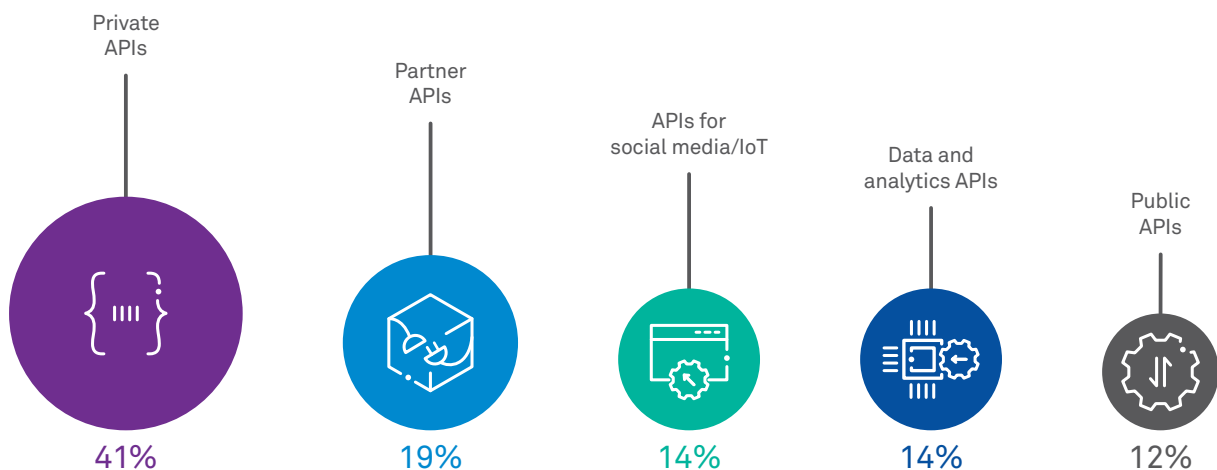 Private
APIs
Partner
APIs
APIs for
social media/IoT
Data and
analytics APIs
Public
APIs
41%
19%
14%
14%
12%